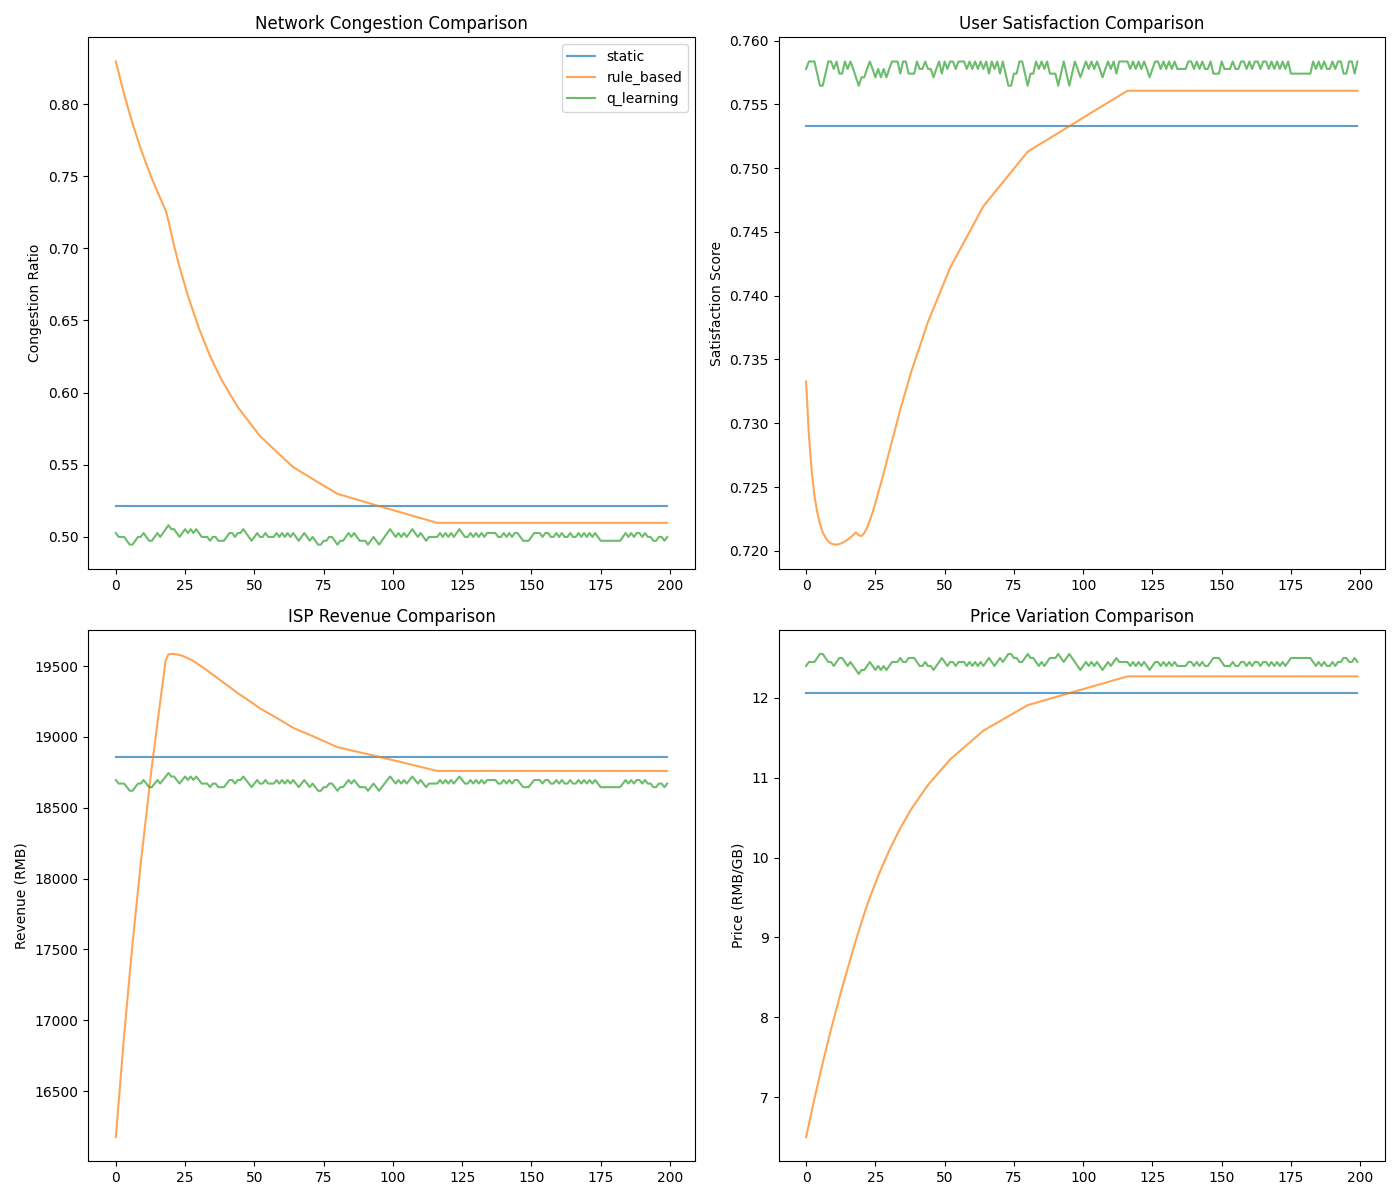 Network Congestion Comparison
Congestion Ratio
0.80
0.75
0.70
0.65
0.60
0.55
0.50
0 25 50 75 100 125 150 175 200
static
rule_based
q_learning
User Satisfaction Comparison
Satisfaction Score
0.760
0.755
0.750
0.745
0.740
0.735
0.730
0.725
0.720
0 25 50 75 100 125 150 175 200
ISP Revenue Comparison
Revenue (RMB)
19500
19000
18500
18000
17500
17000
16500
0 25 50 75 100 125 150 175 200
Price Variation Comparison
Price (RMB/GB)
12
11
10
9
8
7
0 25 50 75 100 125 150 175 200